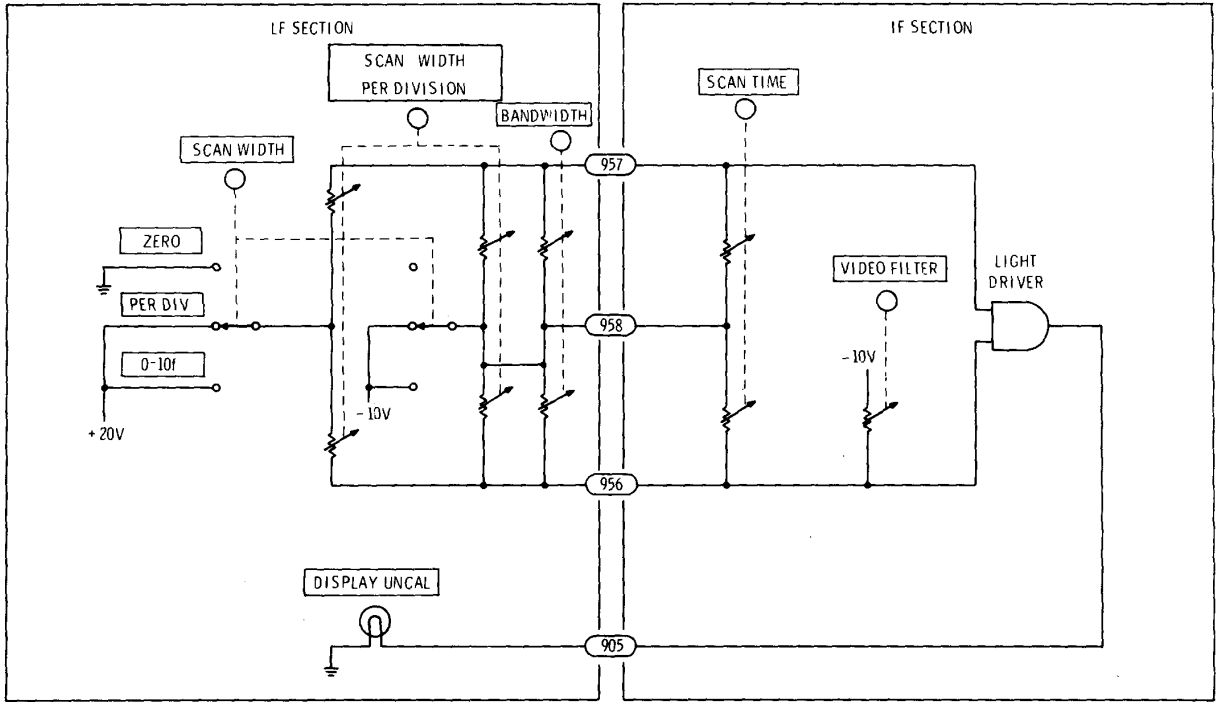 LF SECTION
IF SECTION
SCAN WIDTH
PER DIVISION
SCAN TIME
BANDWIDTH
SCAN WIDTH
957
ZERO
VIDEO FILTER
LIGHT
DRIVER
PER DIV
958
0-10f
-10V
-10V
+20V
956
DISPLAY UNCAL
905